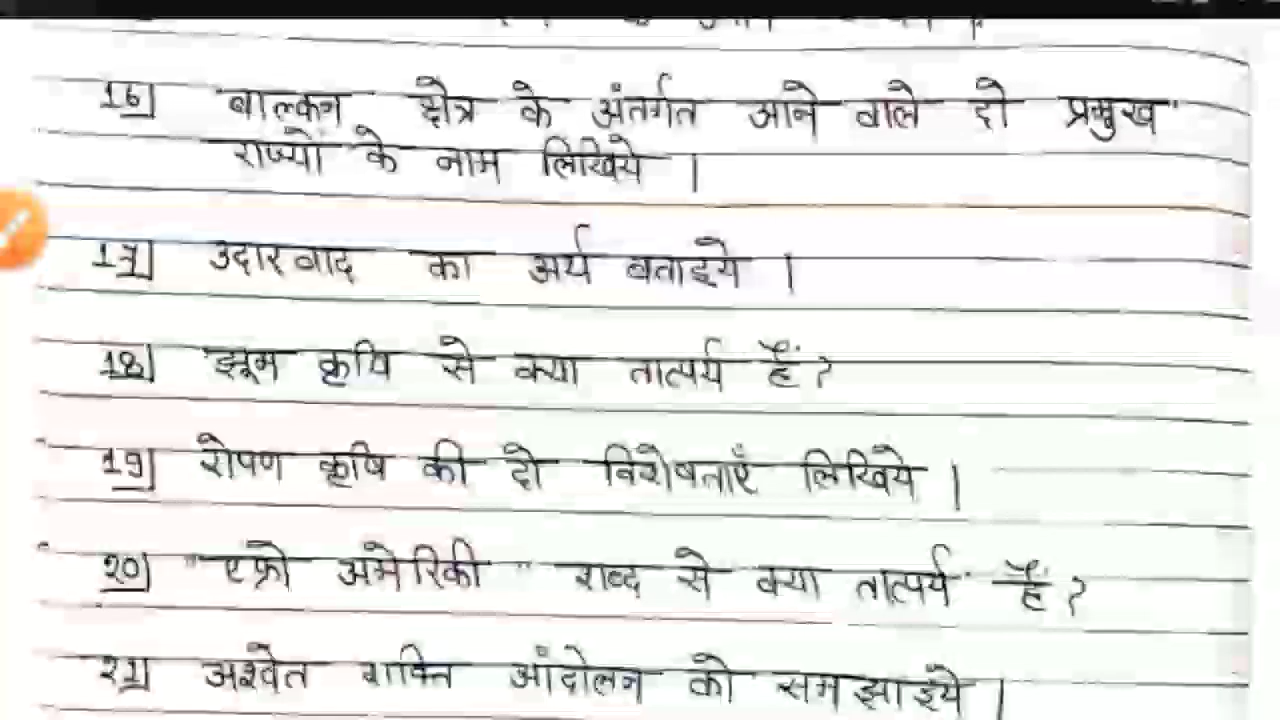 16] बाल्कन क्षेत्र के अंतर्गत आने वाले दो प्रमुख
राज्यों के नाम लिखिये |
17] उदारवाद का अर्थ बताइये |
18] झूम कृषि से क्या तात्पर्य हैं?
19] रोपण कृषि की दो विशेषताएँ लिखिये |
20] "एफ्रो अमेरिकी" शब्द से क्या तात्पर्य हैं?
21] अश्वेत शक्ति आंदोलन को समझाइये |